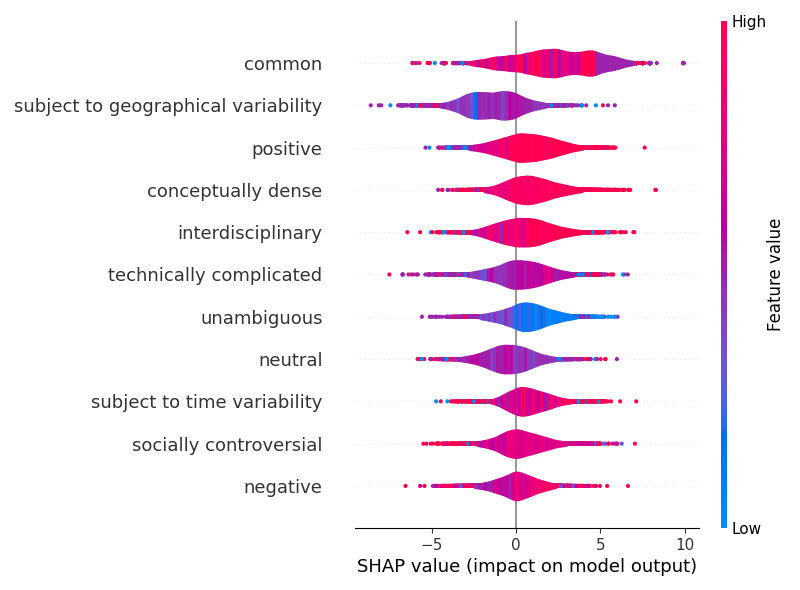 High
common
subject to geographical variability
positive
conceptually dense
interdisciplinary
technically complicated
unambiguous
neutral
subject to time variability
socially controversial
negative
Feature value
Low
−5 0 5 10
SHAP value (impact on model output)